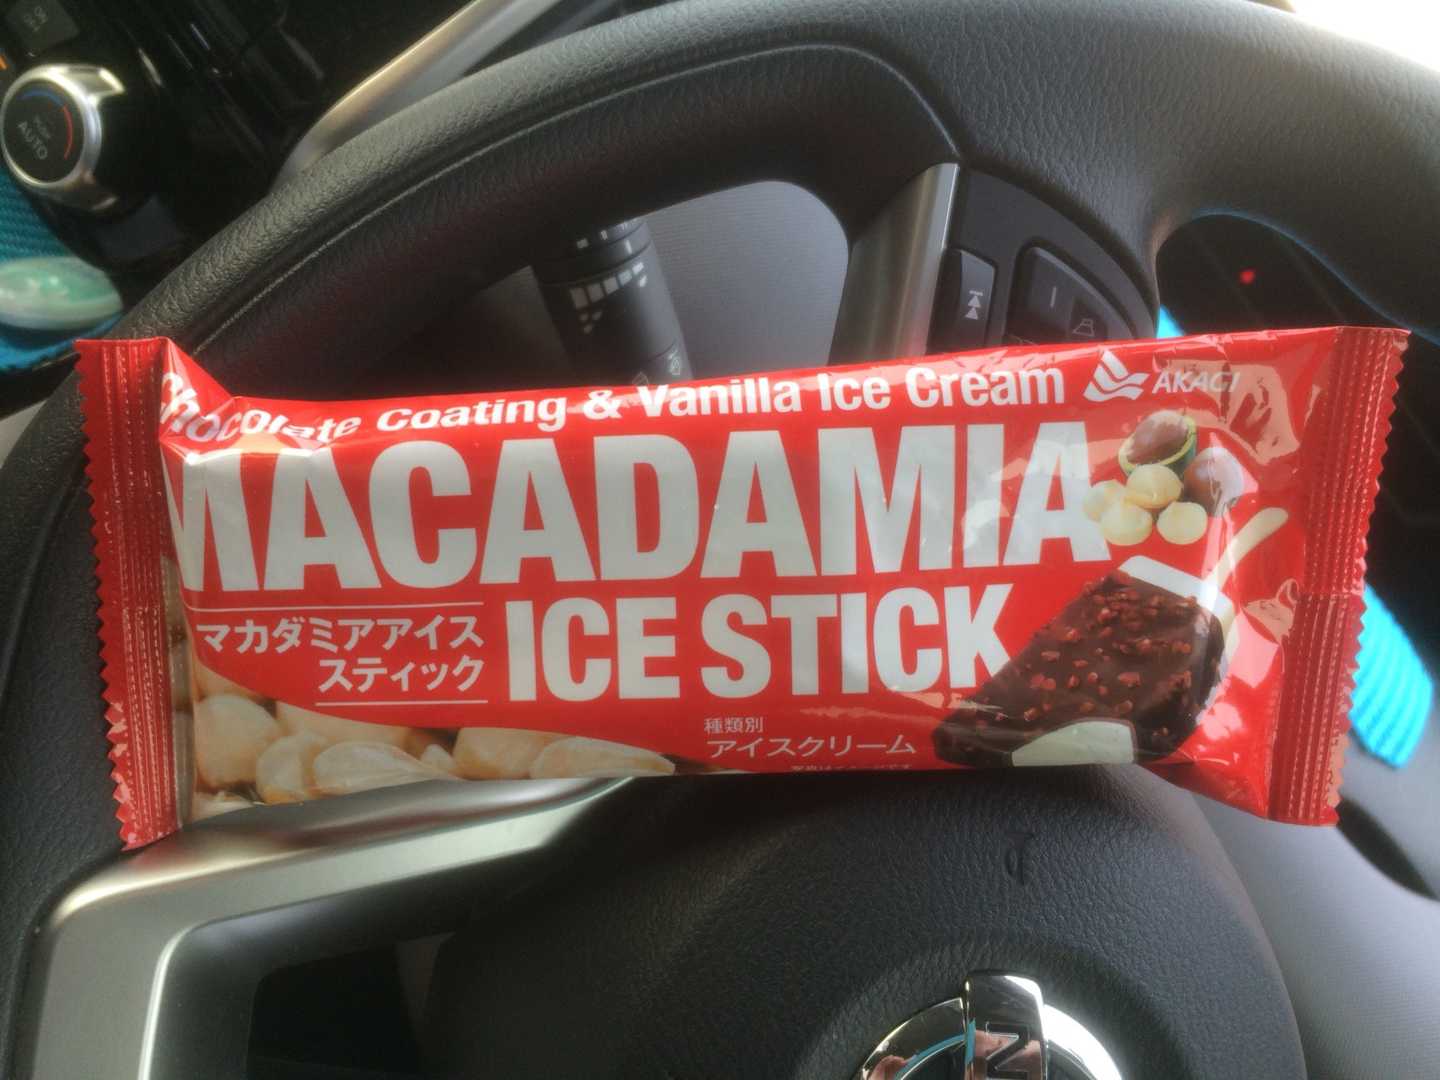 AUTO
Chocolate Coating & Vanilla Ice Cream
AKAGI
MACADAMIA
マカダミアアイス
スティック
ICE STICK
種類別
アイスクリーム
N